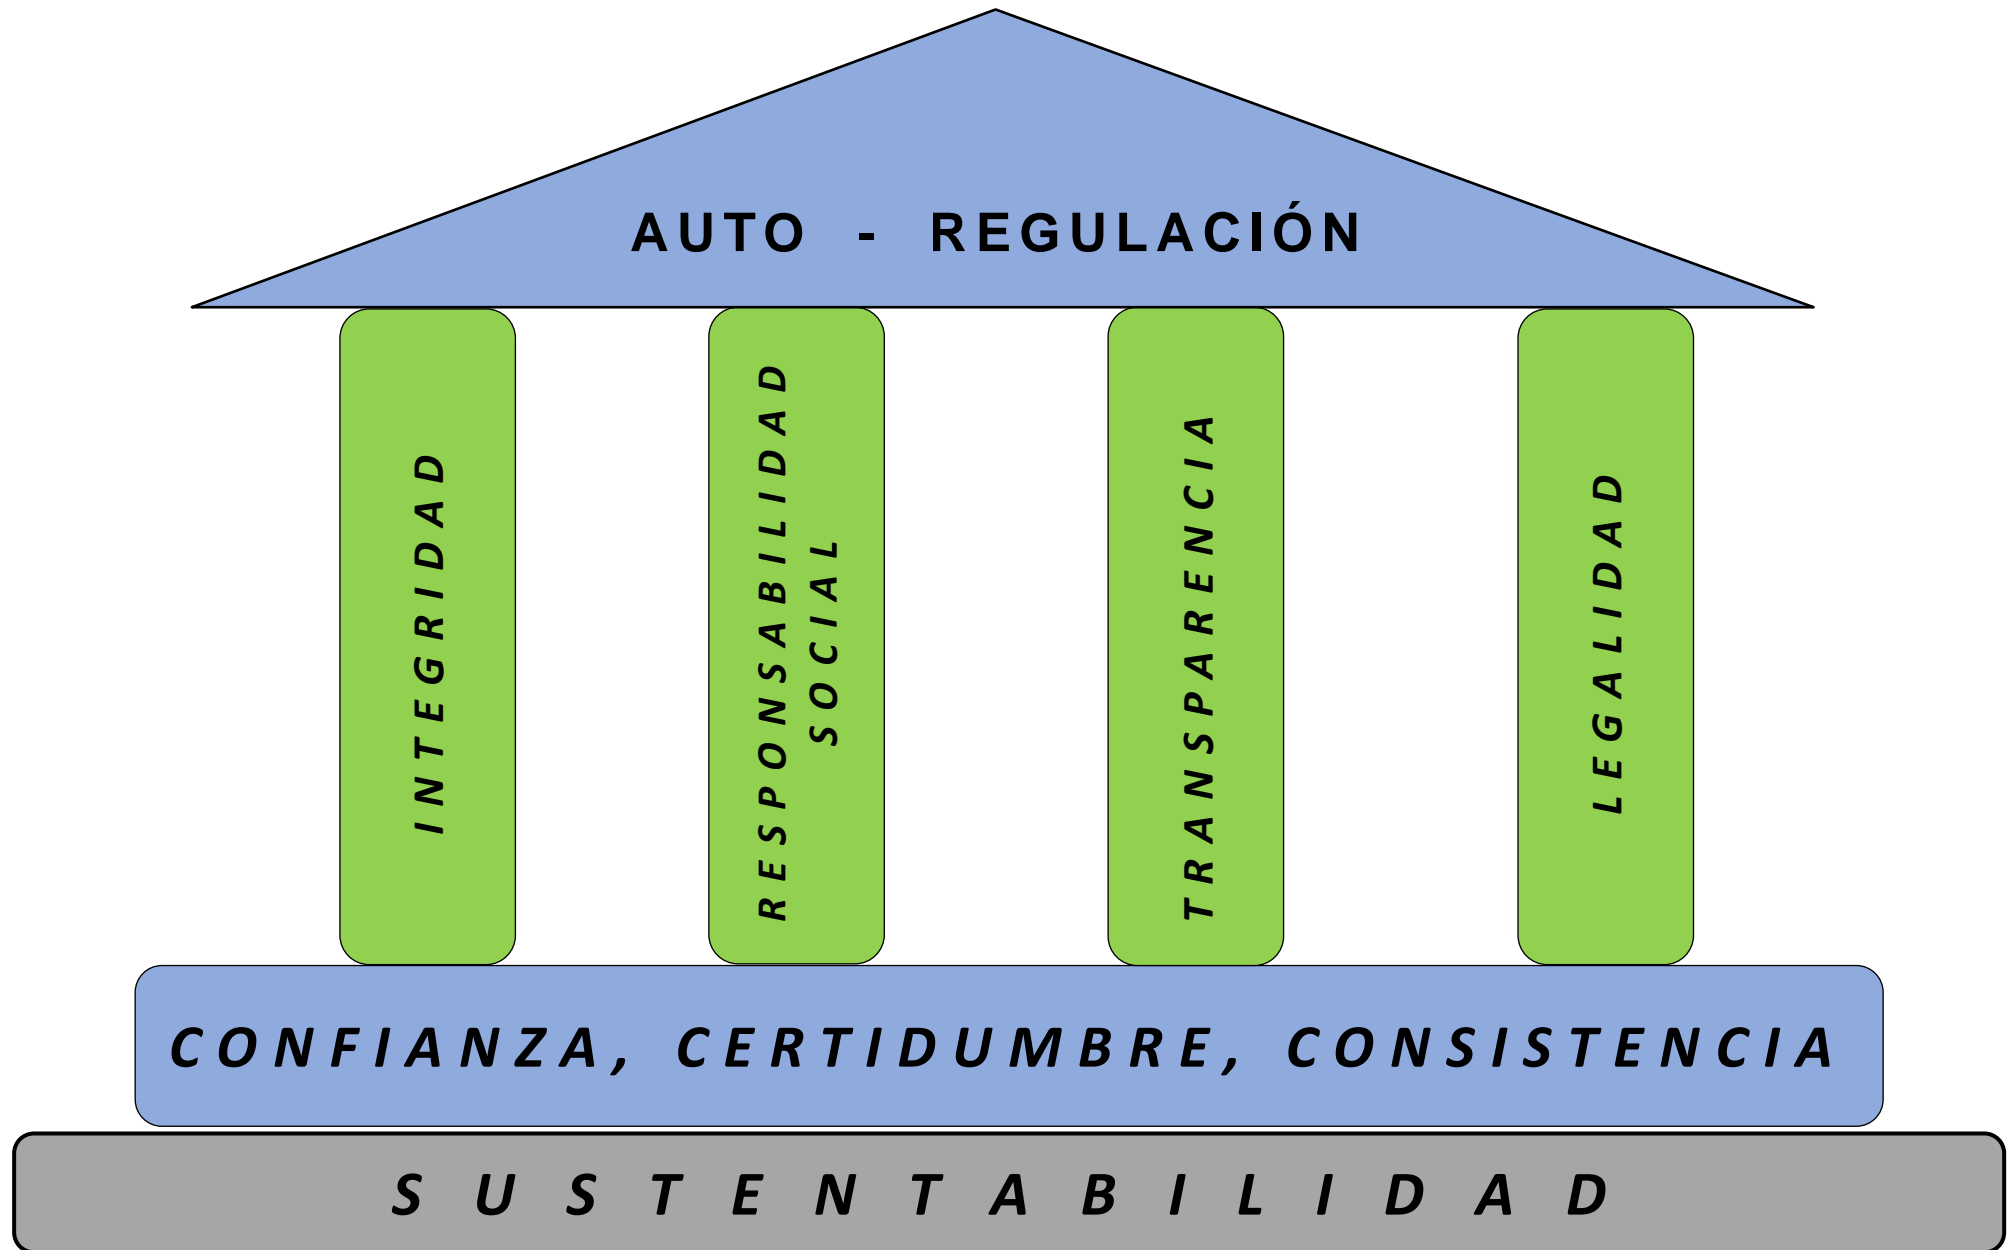 AUTO - REGULACIÓN
INTEGRIDAD
RESPONSABILIDAD
SOCIAL
TRANSPARENCIA
LEGALIDAD
CONFIANZA, CERTIDUMBRE, CONSISTENCIA
SUSTENTABILIDAD